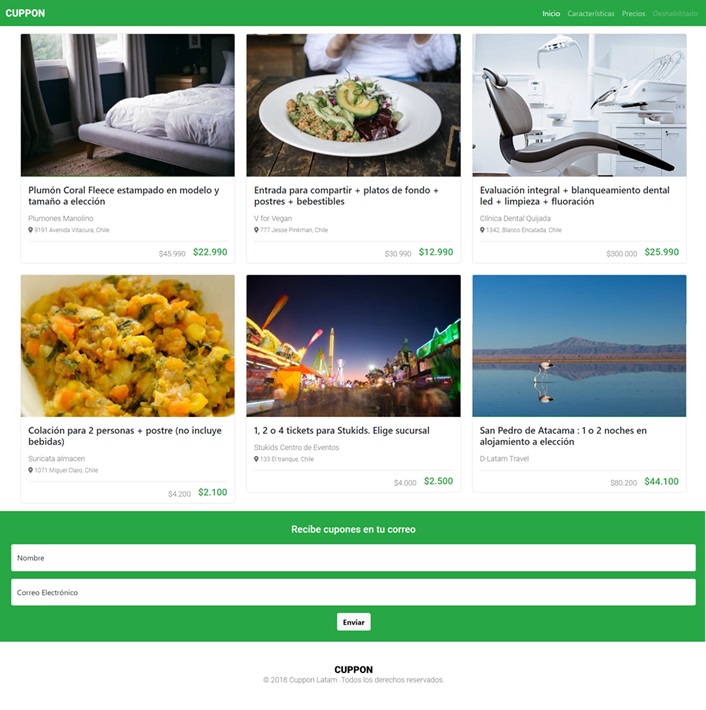 CUPPON
Inicio Características Precios Deshabilitado
Plumón Coral Fleece estampado en modelo y
tamaño a elección
Plumones Manolino
9191 Avenida Vitacura, Chile
$45.990 $22.990
Entrada para compartir + platos de fondo +
postres + bebestibles
V for Vegan
777 Jesse Pinkman, Chile
$30.990 $12.990
Evaluación integral + blanqueamiento dental
led + limpieza + fluoración
Clínica Dental Quijada
1342, Blanco Encalada, Chile
$300.000 $25.990
Colación para 2 personas + postre (no incluye
bebidas)
Suricata almacen
1071 Miguel Claro, Chile
$4.200 $2.100
1, 2 o 4 tickets para Stukids. Elige sucursal
Stukids Centro de Eventos
133 El tranque, Chile
$4.000 $2.500
San Pedro de Atacama : 1 o 2 noches en
alojamiento a elección
D-Latam Travel
$80.200 $44.100
Recibe cupones en tu correo
Nombre
Correo Electrónico
Enviar
CUPPON
© 2018 Cuppon Latam. Todos los derechos reservados.